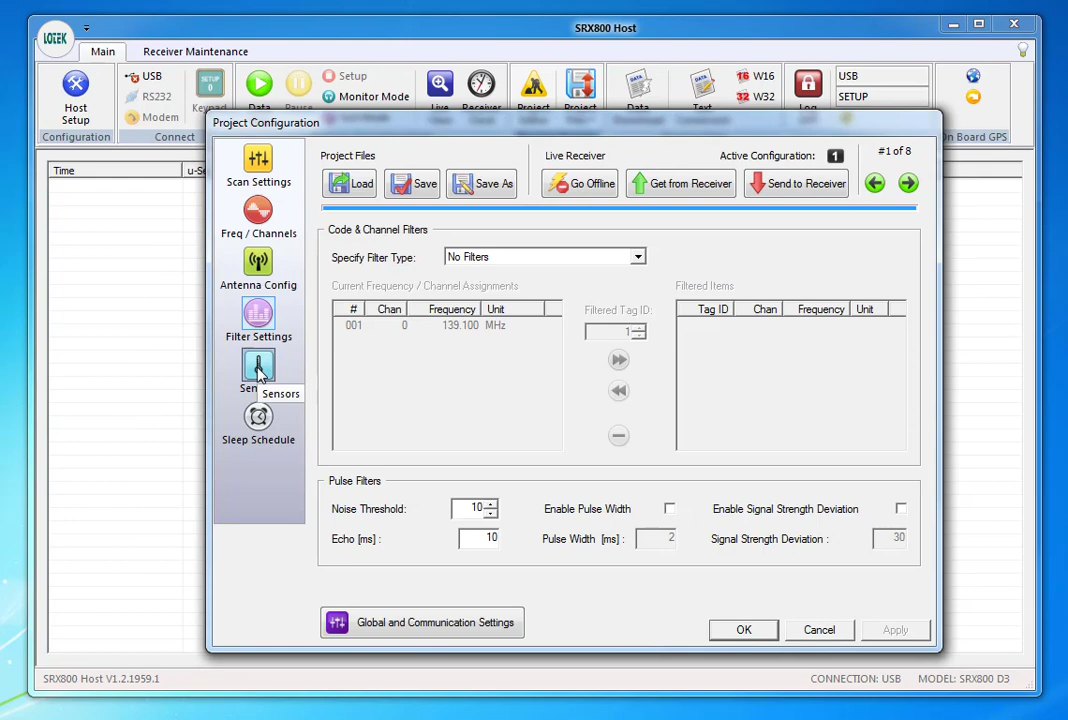 LOTEK
SRX800 Host
Main Receiver Maintenance
Host Setup
USB
RS232
Modem
SETUP 0
Keypad
Data
Pause
Setup
Monitor Mode
Live
Receiver
Project
Project
Data
Text
16 W16
32 W32
Log
USB
SETUP
Configuration
Connect
On Board GPS
Time
u-Se
Project Configuration
Scan Settings
Freq / Channels
Antenna Config
Filter Settings
Sen
Sensors
Sleep Schedule
Project Files
Live Receiver
Active Configuration: 1
#1 of 8
Load
Save
Save As
Go Offline
Get from Receiver
Send to Receiver
Code & Channel Filters
Specify Filter Type: No Filters
Current Frequency / Channel Assignments
# Chan Frequency Unit
001 0 139.100 MHz
Filtered Tag ID:
1
Filtered Items
Tag ID Chan Frequency Unit
Pulse Filters
Noise Threshold: 10
Enable Pulse Width
Enable Signal Strength Deviation
Echo [ms] : 10
Pulse Width [ms] : 2
Signal Strength Deviation : 30
Global and Communication Settings
OK
Cancel
Apply
SRX800 Host V1.2.1959.1
CONNECTION: USB
MODEL: SRX800 D3